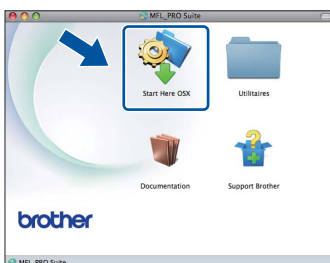 MFL_PRO Suite
Start Here OSX
Utilitaires
Documentation
Support Brother
brother
MFL_PRO Suite